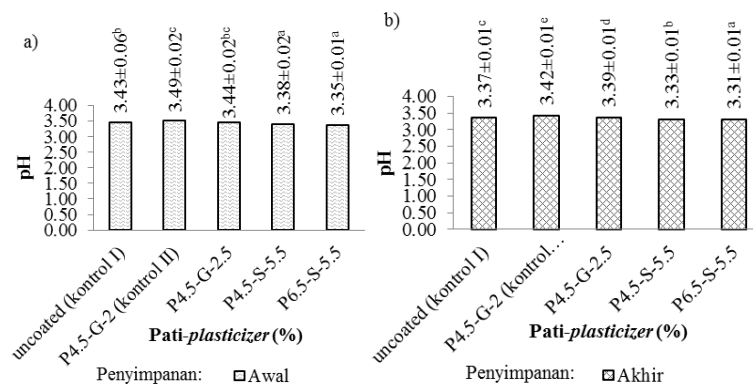 a)
3.43±0.06ᵇ
3.49±0.02ᶜ
3.44±0.02ᵇᶜ
3.38±0.02ᵃ
3.35±0.01ᵃ
pH
4.00
3.50
3.00
2.50
2.00
1.50
1.00
0.50
0.00
uncoated (kontrol I)
P4.5-G-2 (kontrol II)
P4.5-G-2.5
P4.5-S-5.5
P6.5-S-5.5
Pati-plasticizer (%)
Penyimpanan: Awal
b)
3.37±0.01ᶜ
3.42±0.01ᵉ
3.39±0.01ᵈ
3.33±0.01ᵇ
3.31±0.01ᵃ
pH
4.00
3.50
3.00
2.50
2.00
1.50
1.00
0.50
0.00
uncoated (kontrol I)
P4.5-G-2 (kontrol…
P4.5-G-2.5
P4.5-S-5.5
P6.5-S-5.5
Pati-plasticizer (%)
Penyimpanan: Akhir